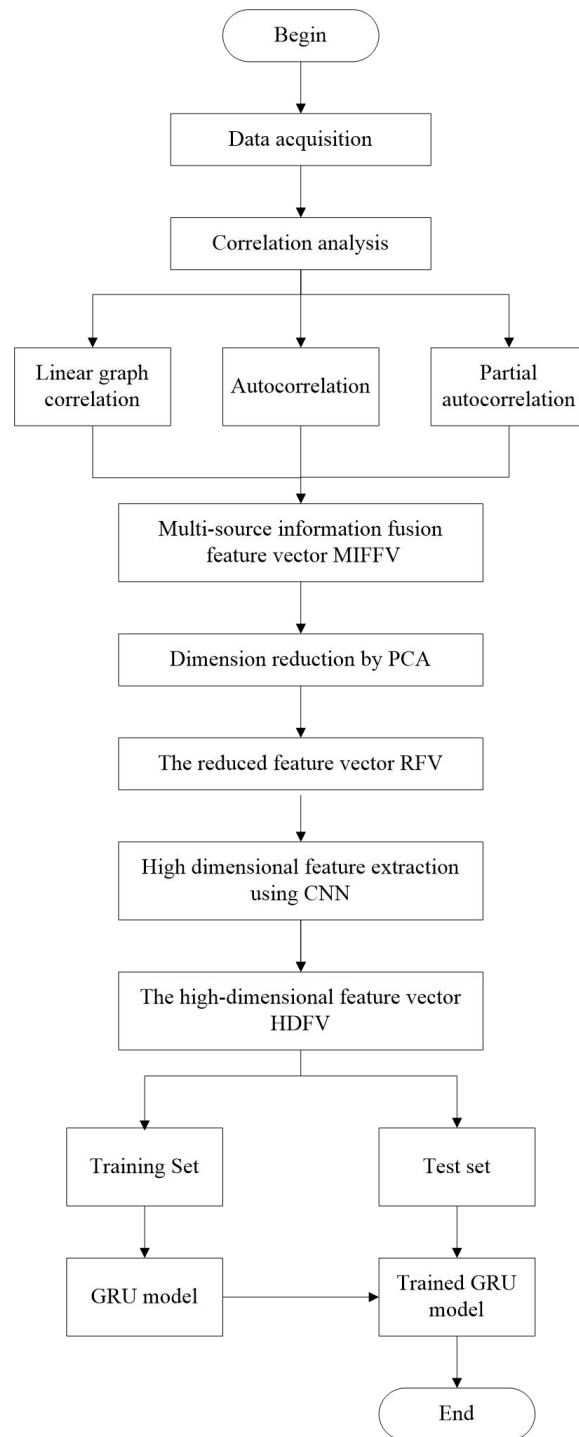 Begin
Data acquisition
Correlation analysis
Linear graph
correlation
Autocorrelation
Partial
autocorrelation
Multi-source information fusion
feature vector MIFFV
Dimension reduction by PCA
The reduced feature vector RFV
High dimensional feature extraction
using CNN
The high-dimensional feature vector
HDFV
Training Set
Test set
GRU model
Trained GRU
model
End